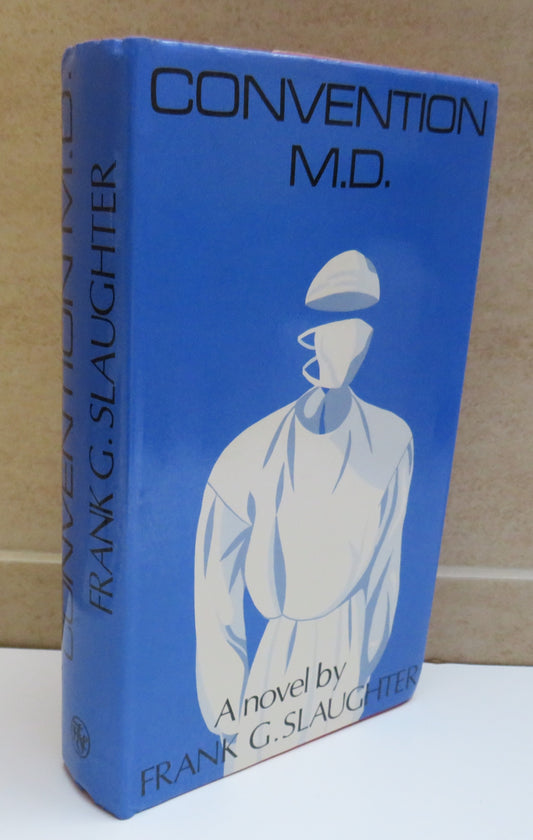 CONVENTION
M.D.
A novel by
FRANK G. SLAUGHTER
CONVENTION M.D.
FRANK G. SLAUGHTER